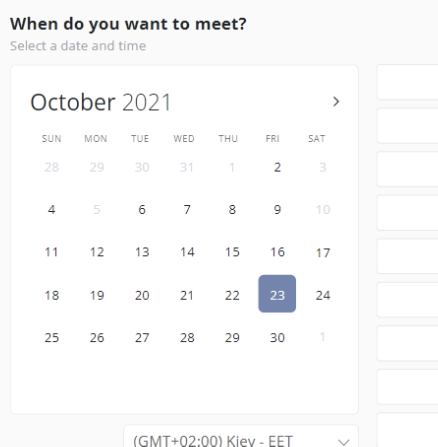 When do you want to meet?
Select a date and time
October 2021 >
SUN MON TUE WED THU FRI SAT
28 29 30 31 1 2 3
4 5 6 7 8 9 10
11 12 13 14 15 16 17
18 19 20 21 22 23 24
25 26 27 28 29 30 1
(GMT+02:00) Kiev - EET